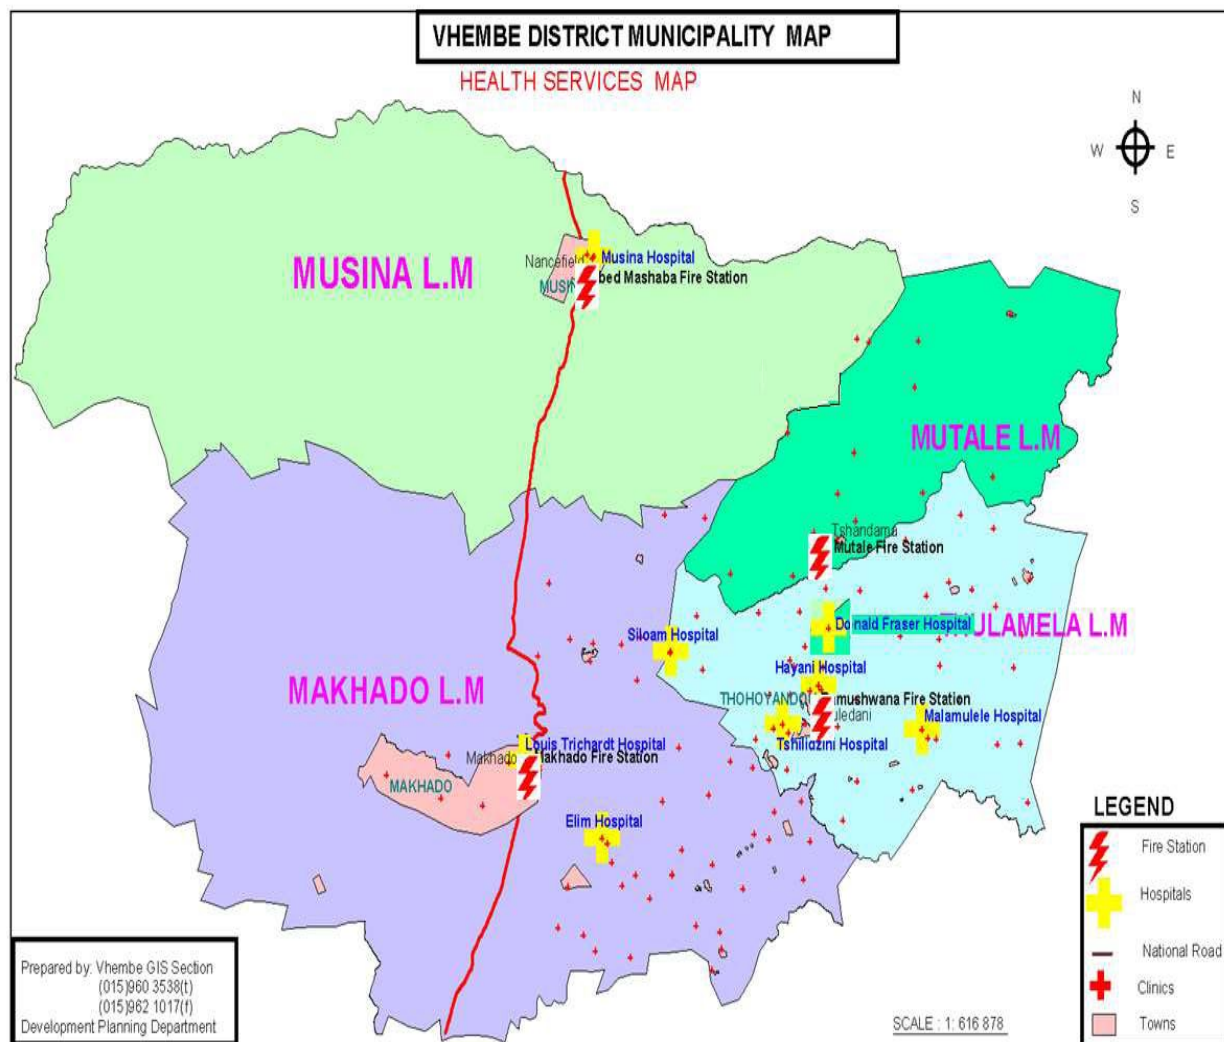 VHEMBE DISTRICT MUNICIPALITY MAP
HEALTH SERVICES MAP
N
W E
S
MUSINA L.M
Nancefield
Musina Hospital
bed Mashaba Fire Station
MUTALE L.M
Tshandama
Mutale Fire Station
Donald Fraser Hospital
ULAMELA L.M
Siloam Hospital
Hayani Hospital
MAKHADO L.M
THOHOYANDO
mushwana Fire Station
Malamulele Hospital
Tshilidzini Hospital
Louis Trichardt Hospital
Makhado
Makhado Fire Station
MAKHADO
Elim Hospital
LEGEND
Fire Station
Hospitals
National Road
Clinics
Towns
Prepared by: Vhembe GIS Section
(015)960 3538(t)
(015)962 1017(f)
Development Planning Department
SCALE : 1: 616 878